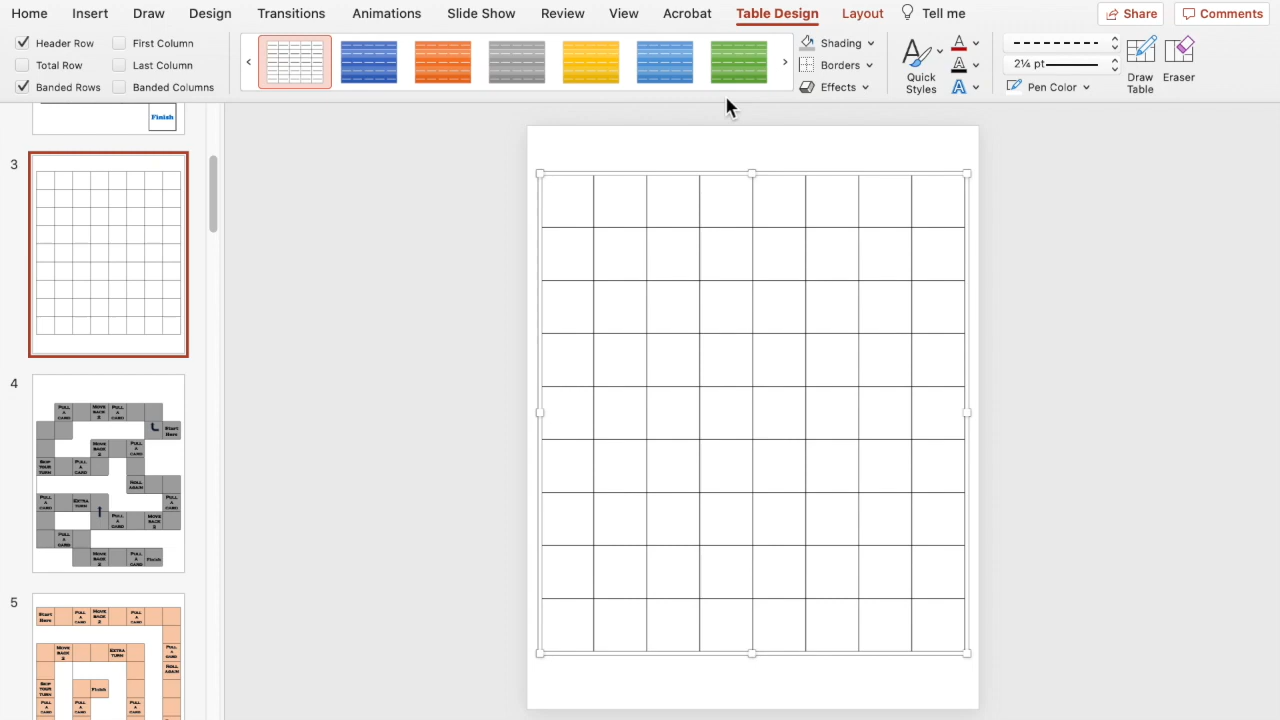 Home Insert Draw Design Transitions Animations Slide Show Review View Acrobat Table Design Layout Tell me Share Comments
Header Row First Column
Total Row Last Column
Banded Rows Banded Columns
Shading
Borders
Effects
Quick
Styles
A
A
A
A
2¼ pt
Pen Color
Draw
Table
Eraser
Finish
3
4
PULL A CARD MOVE BACK 2 PULL A CARD
Start Here
MOVE BACK 2 PULL A CARD
SKIP YOUR TURN PULL A CARD
ROLL AGAIN
PULL A CARD EXTRA TURN PULL A CARD
PULL A CARD MOVE BACK 3
PULL A CARD
MOVE BACK 2 PULL A CARD Finish
5
Start Here PULL A CARD MOVE BACK 2 PULL A CARD
MOVE BACK 3 EXTRA TURN PULL A CARD
ROLL AGAIN
SKIP YOUR TURN Finish
PULL A CARD PULL A CARD PULL A CARD